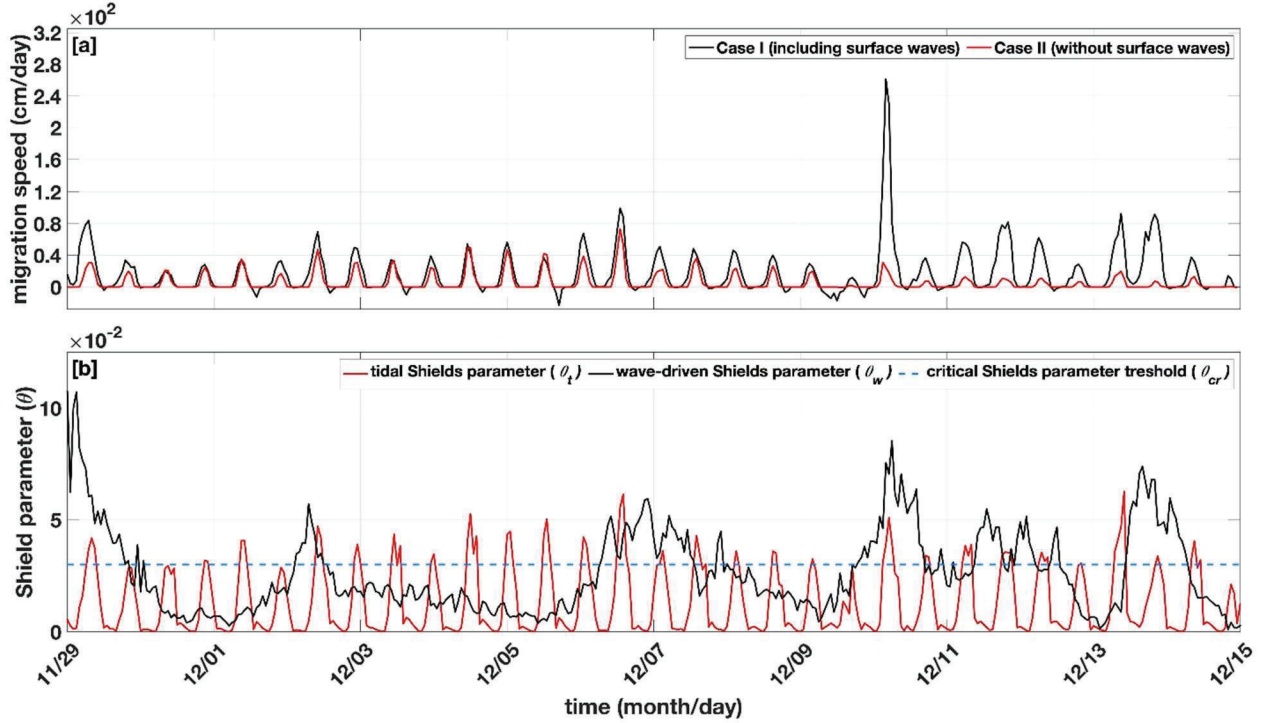 ×10²
[a]
Case I (including surface waves) Case II (without surface waves)
migration speed (cm/day)
3.2
2.8
2.4
2
1.6
1.2
0.8
0.4
0
×10⁻²
[b]
tidal Shields parameter ( θt ) wave-driven Shields parameter ( θw ) critical Shields parameter treshold ( θcr )
Shield parameter (θ)
10
5
0
11/29 12/01 12/03 12/05 12/07 12/09 12/11 12/13 12/15
time (month/day)